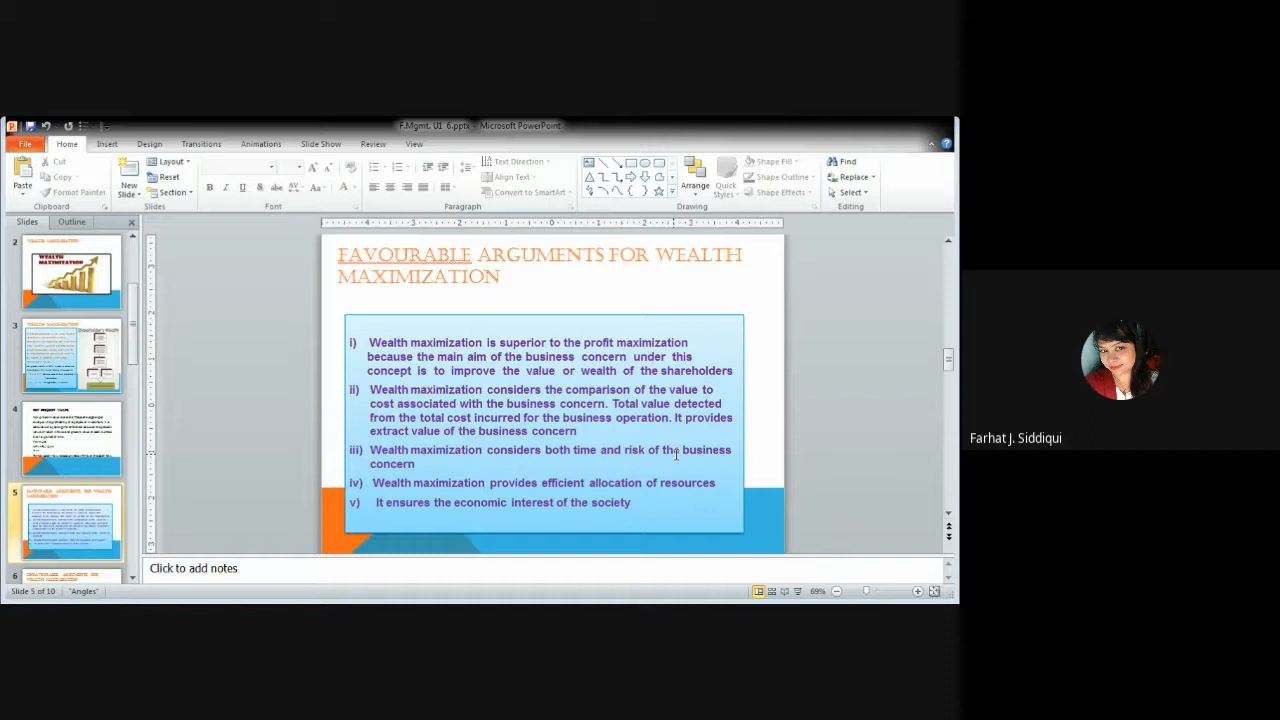 F.Mgmt. U1 6.pptx - Microsoft PowerPoint
File Home Insert Design Transitions Animations Slide Show Review View
Cut
Copy
Format Painter
Paste
Clipboard
New
Slide
Layout
Reset
Section
Slides
Font
Text Direction
Align Text
Convert to SmartArt
Paragraph
Arrange
Quick
Styles
Shape Fill
Shape Outline
Shape Effects
Drawing
Find
Replace
Select
Editing
Slides Outline
2
WEALTH
MAXIMIZATION
3
4
5
6
FAVOURABLE ARGUMENTS FOR WEALTH
MAXIMIZATION
i) Wealth maximization is superior to the profit maximization
because the main aim of the business concern under this
concept is to improve the value or wealth of the shareholders
ii) Wealth maximization considers the comparison of the value to
cost associated with the business concern. Total value detected
from the total cost incurred for the business operation. It provides
extract value of the business concern
iii) Wealth maximization considers both time and risk of the business
concern
iv) Wealth maximization provides efficient allocation of resources
v) It ensures the economic interest of the society
Click to add notes
Slide 5 of 10 "Angles" 69%
Farhat J. Siddiqui